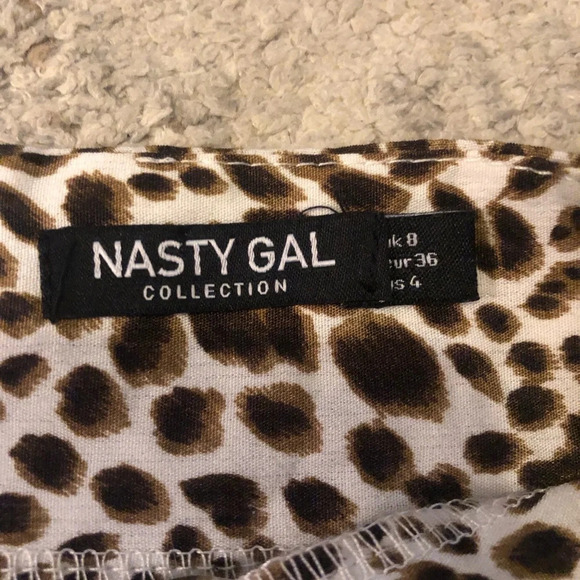 NASTY GAL
COLLECTION
uk 8
eur 36
us 4